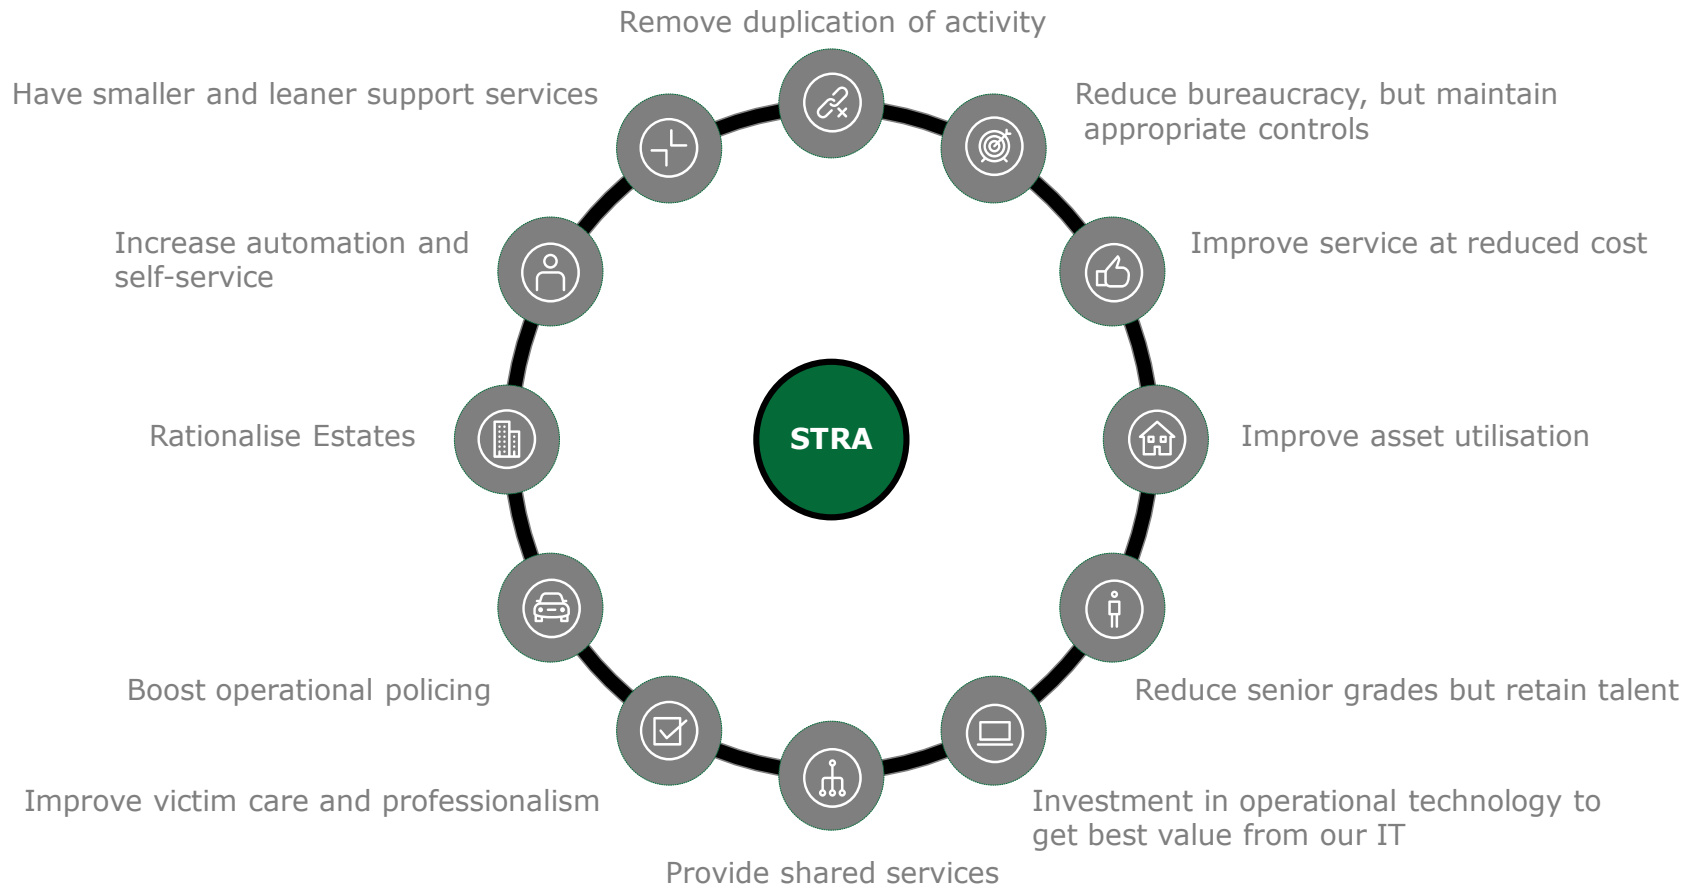 Remove duplication of activity
Have smaller and leaner support services
Reduce bureaucracy, but maintain
appropriate controls
Increase automation and
self-service
Improve service at reduced cost
Rationalise Estates
STRA
Improve asset utilisation
Boost operational policing
Reduce senior grades but retain talent
Improve victim care and professionalism
Investment in operational technology to
get best value from our IT
Provide shared services